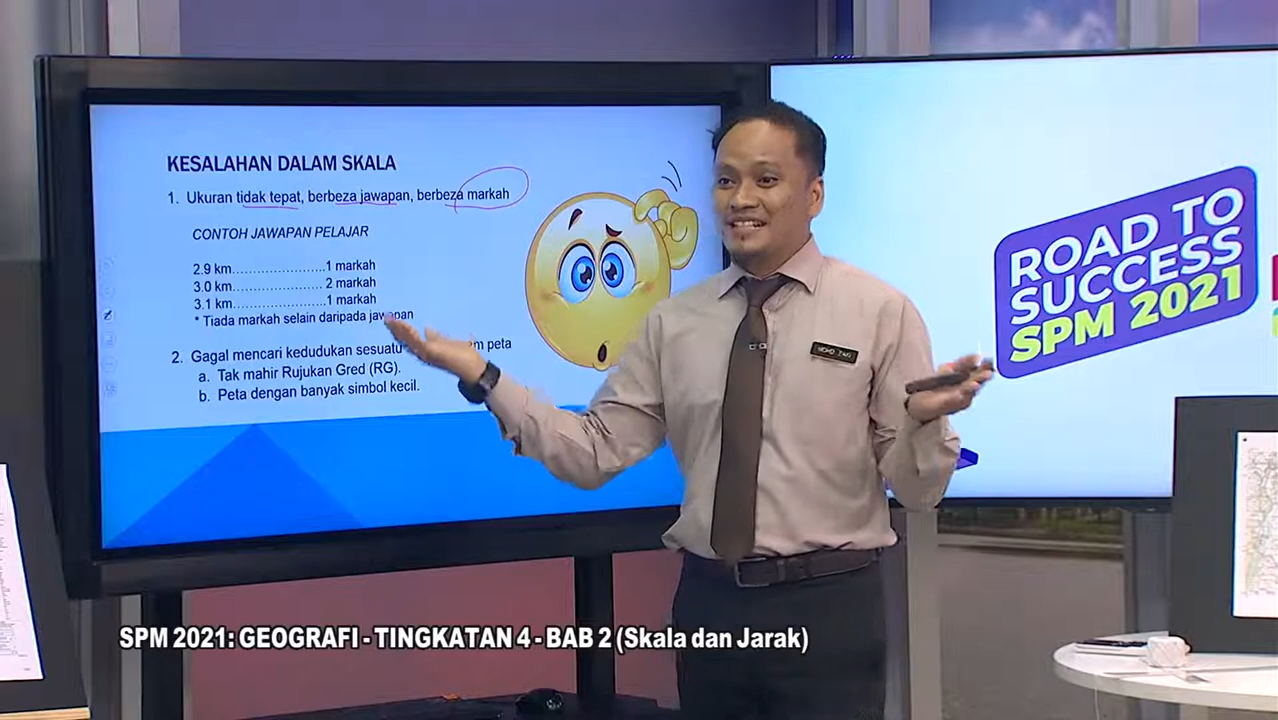 KESALAHAN DALAM SKALA
1. Ukuran tidak tepat, berbeza jawapan, berbeza markah
CONTOH JAWAPAN PELAJAR
2.9 km.......................1 markah
3.0 km...................... 2 markah
3.1 km.......................1 markah
* Tiada markah selain daripada jawapan
2. Gagal mencari kedudukan sesuatu peta
a. Tak mahir Rujukan Gred (RG).
b. Peta dengan banyak simbol kecil.
ROAD TO
SUCCESS
SPM 2021
MOHD
SPM 2021: GEOGRAFI - TINGKATAN 4 - BAB 2 (Skala dan Jarak)